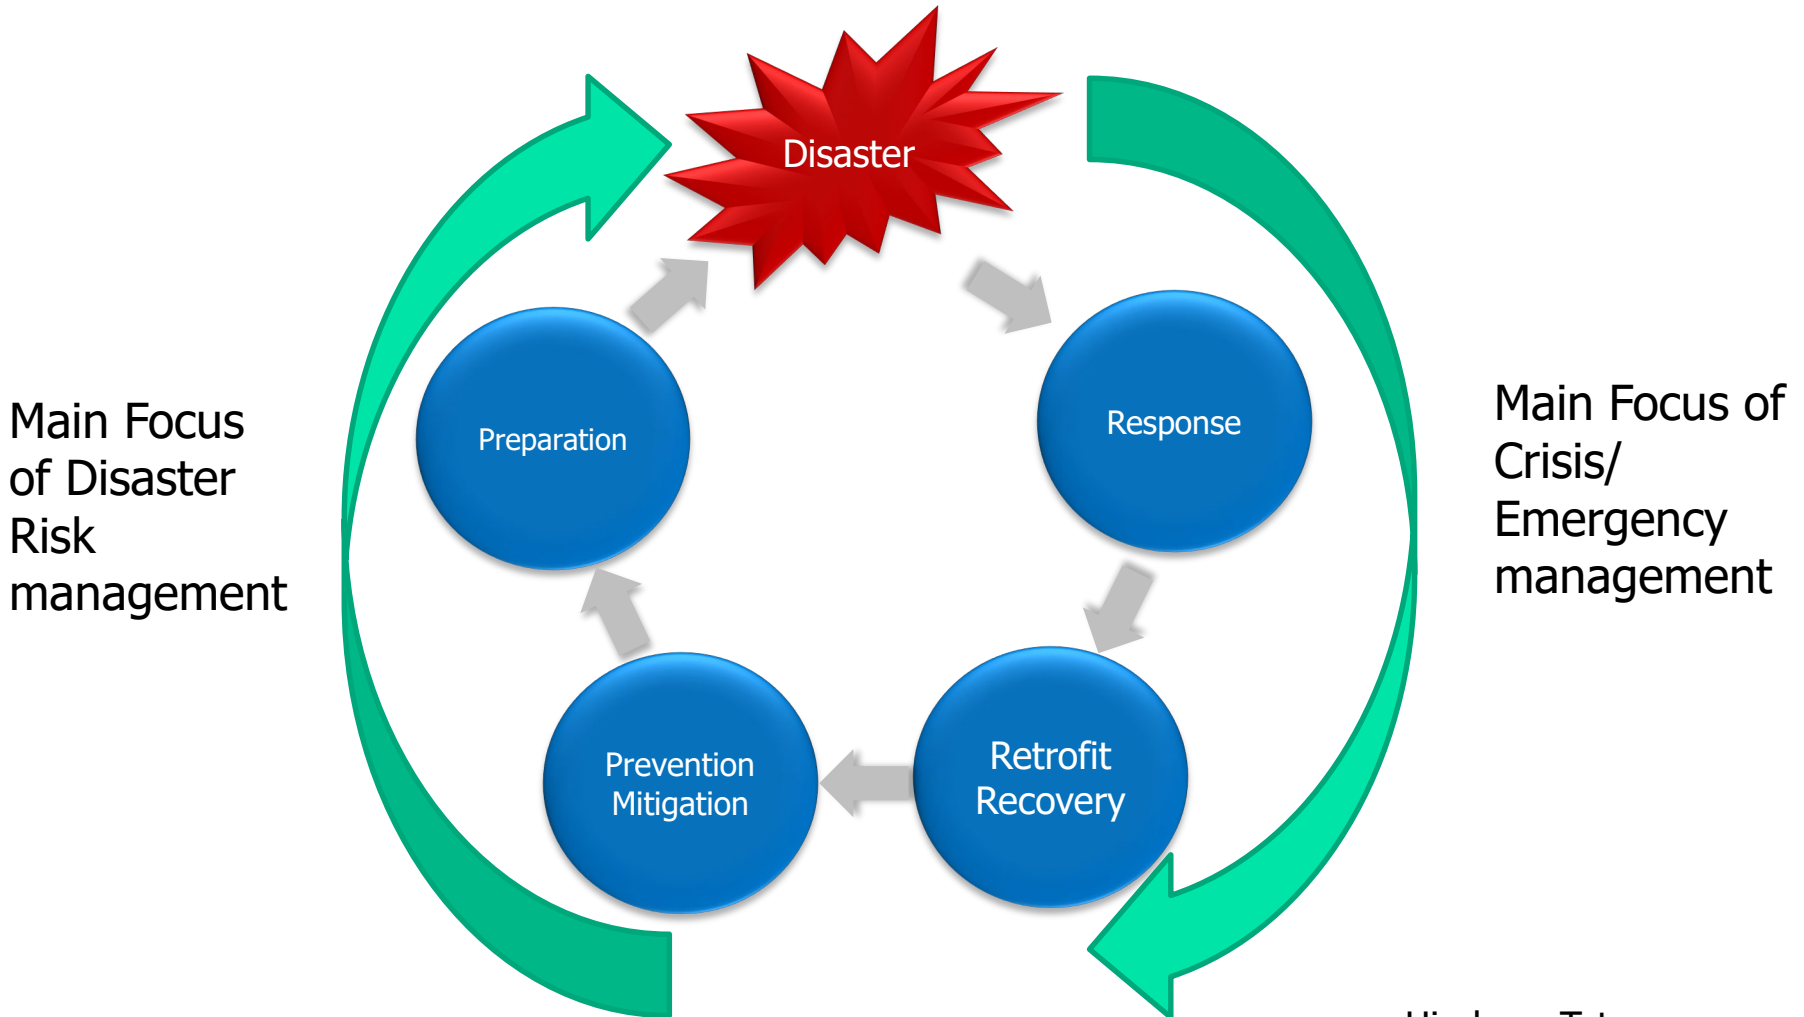 Disaster
Preparation
Response
Main Focus
of Disaster
Risk
management
Main Focus of
Crisis/
Emergency
management
Prevention
Mitigation
Retrofit
Recovery